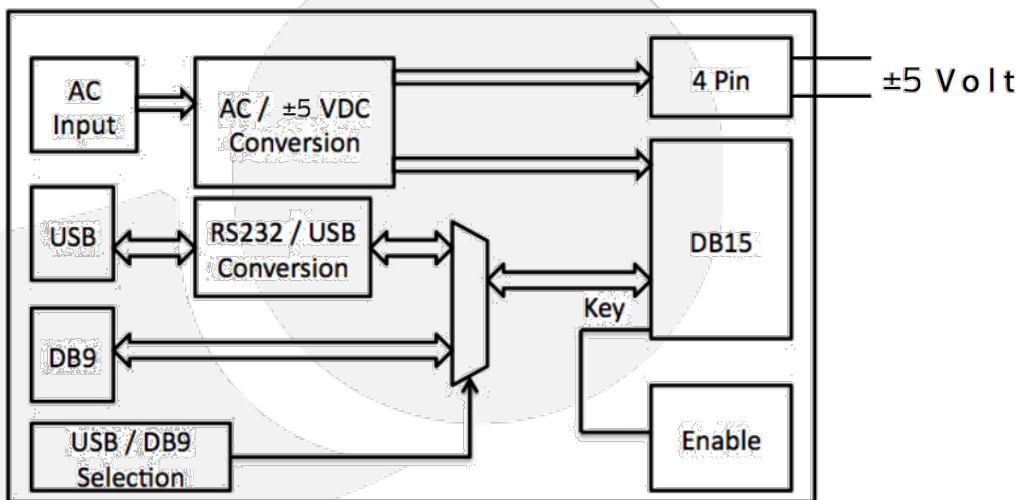 AC
Input
AC / ±5 VDC
Conversion
4 Pin
±5 Volt
USB
RS232 / USB
Conversion
DB15
Key
DB9
USB / DB9
Selection
Enable